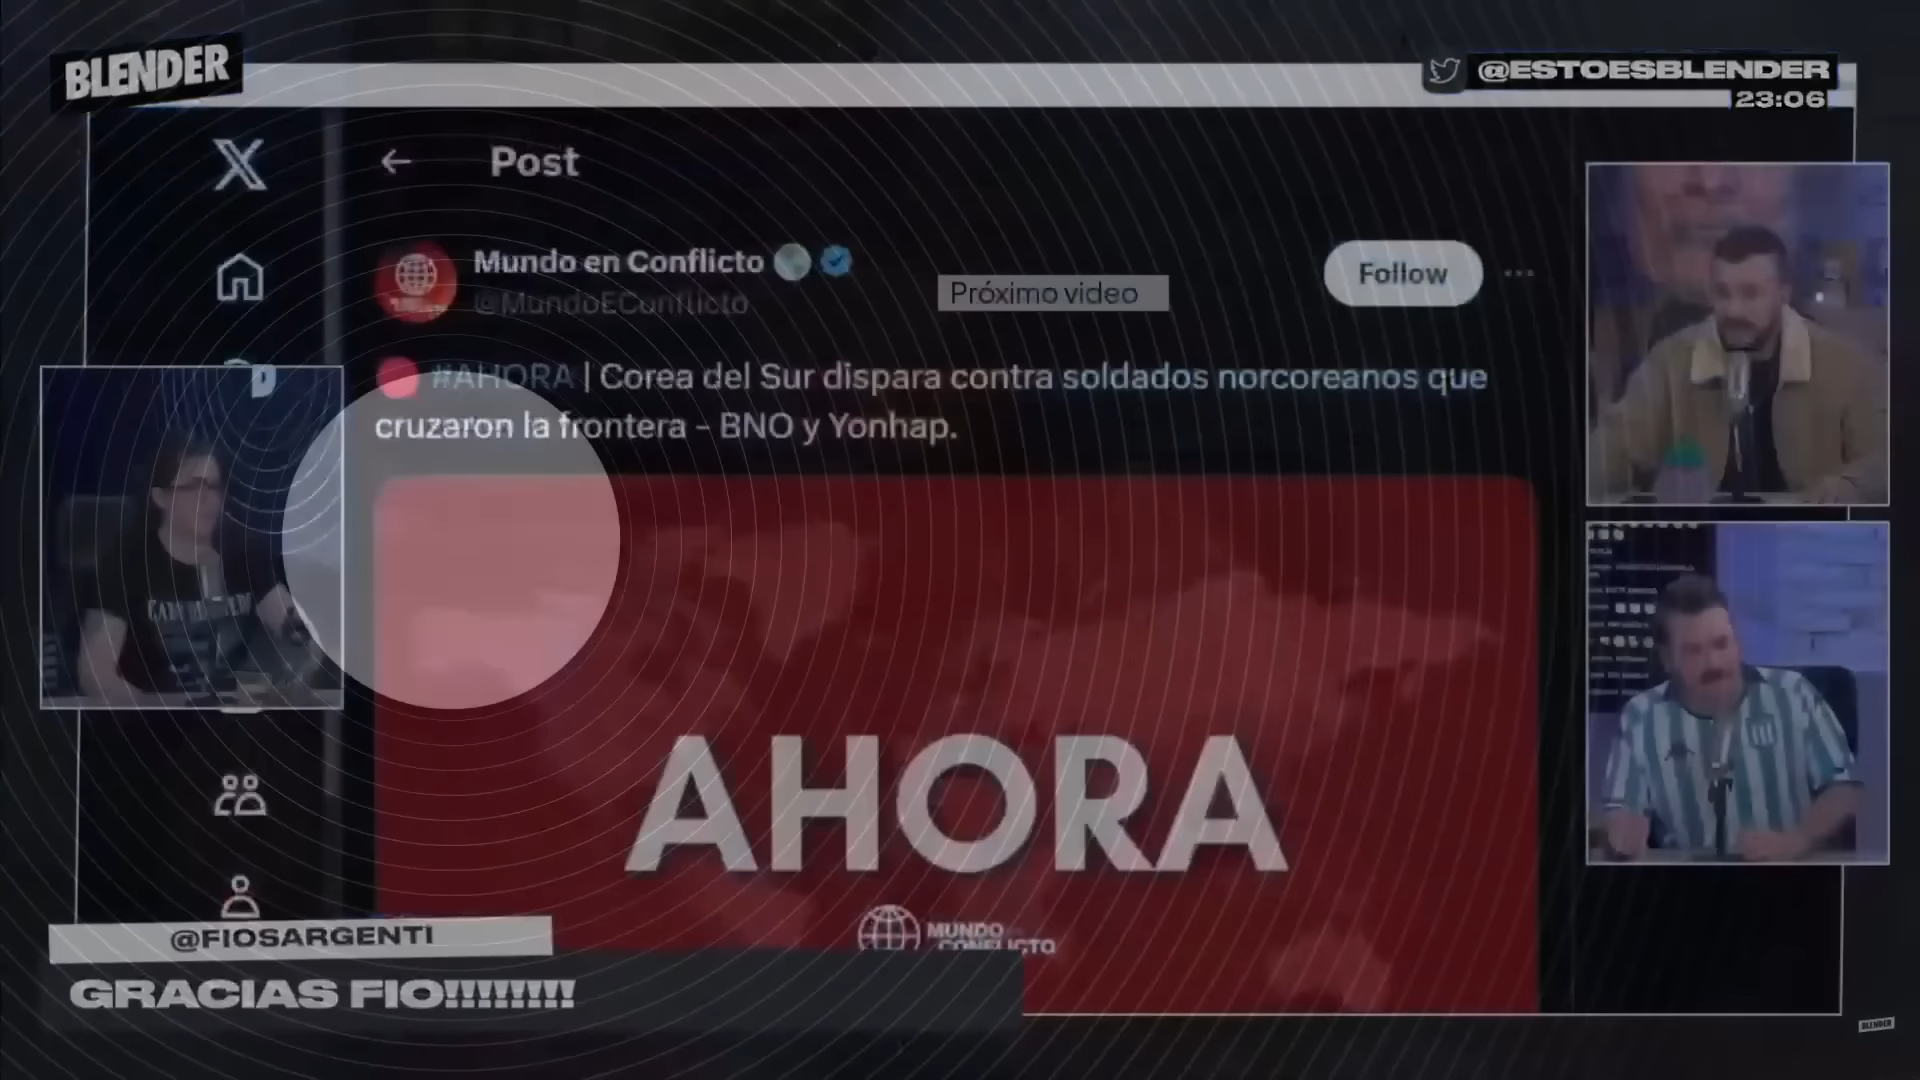 BLENDER
@ESTOESBLENDER
23:06
Post
Mundo en Conflicto
@MundoEConflicto
Follow
Próximo video
#AHORA | Corea del Sur dispara contra soldados norcoreanos que
cruzaron la frontera - BNO y Yonhap.
AHORA
MUNDO
CONFLICTO
@FIOSARGENTI
GRACIAS FIO!!!!!!!!!
BLENDER